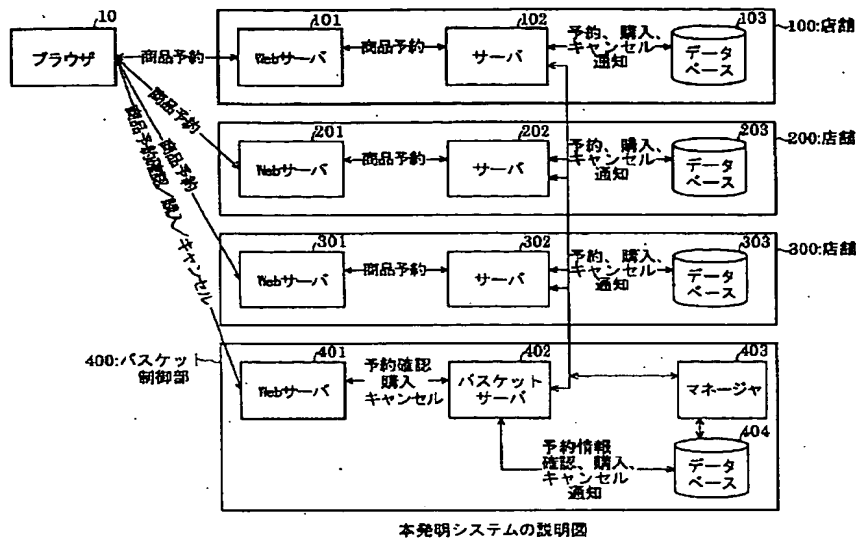 10
ブラウザ
商品予約
商品予約
商品予約
商品予約確認／購入／キャンセル
101
Webサーバ
商品予約
102
サーバ
予約、購入、
キャンセル
通知
103
データ
ベース
100:店舗
201
Webサーバ
商品予約
202
サーバ
予約、購入、
キャンセル
通知
203
データ
ベース
200:店舗
301
Webサーバ
商品予約
302
サーバ
予約、購入、
キャンセル
通知
303
データ
ベース
300:店舗
400:バスケット
制御部
401
Webサーバ
予約確認
購入
キャンセル
402
バスケット
サーバ
403
マネージャ
予約情報
確認、購入、
キャンセル
通知
404
データ
ベース
本発明システムの説明図